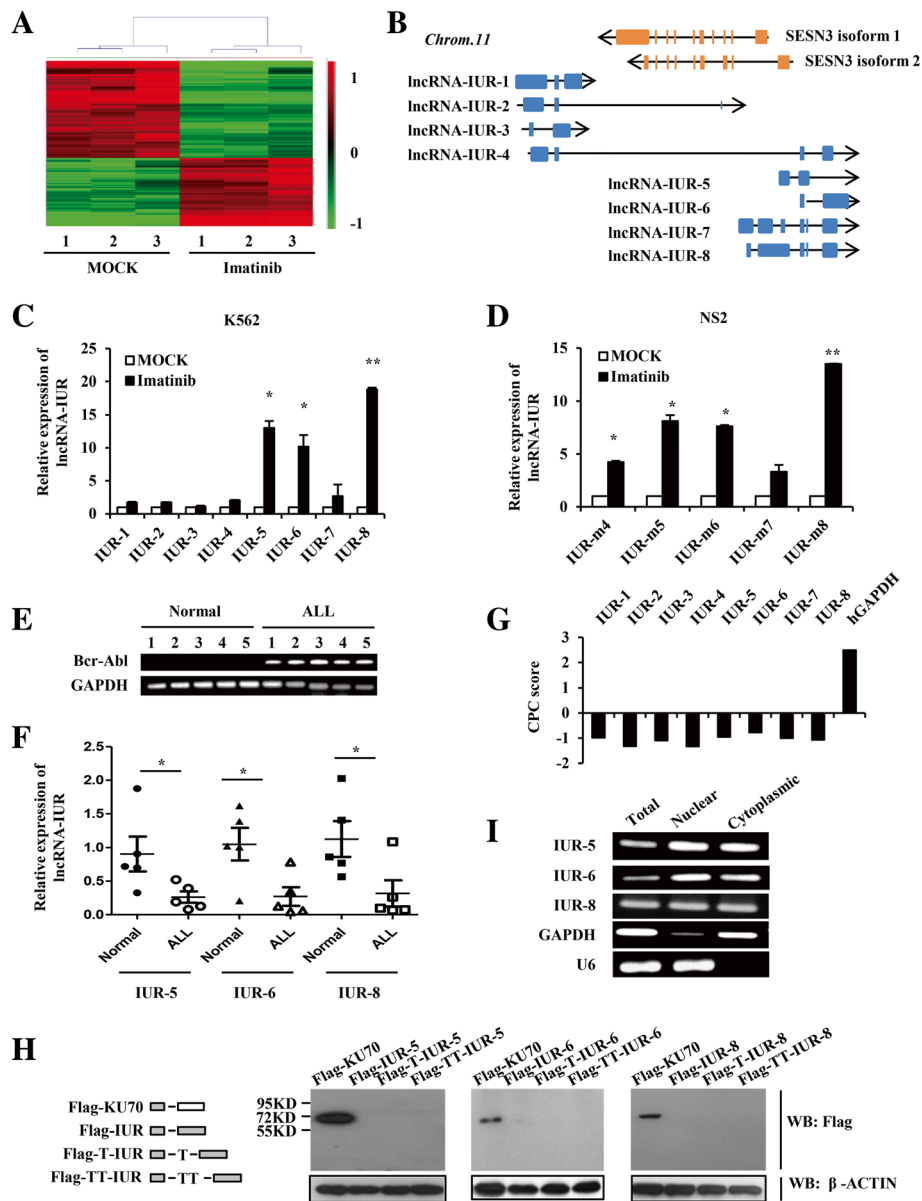 A
1
0
-1
1 2 3 1 2 3
MOCK Imatinib
B
Chrom.11
SESN3 isoform 1
SESN3 isoform 2
lncRNA-IUR-1
lncRNA-IUR-2
lncRNA-IUR-3
lncRNA-IUR-4
lncRNA-IUR-5
lncRNA-IUR-6
lncRNA-IUR-7
lncRNA-IUR-8
C
K562
Relative expression of
lncRNA-IUR
25
20
15
10
5
0
MOCK
Imatinib
* * **
IUR-1 IUR-2 IUR-3 IUR-4 IUR-5 IUR-6 IUR-7 IUR-8
D
NS2
Relative expression of
lncRNA-IUR
15
10
5
0
MOCK
Imatinib
* * * **
IUR-m4 IUR-m5 IUR-m6 IUR-m7 IUR-m8
E
Normal ALL
1 2 3 4 5 1 2 3 4 5
Bcr-Abl
GAPDH
F
Relative expression of
lncRNA-IUR
2.5
2.0
1.5
1.0
0.5
0.0
* * *
Normal ALL Normal ALL Normal ALL
IUR-5 IUR-6 IUR-8
G
IUR-1 IUR-2 IUR-3 IUR-4 IUR-5 IUR-6 IUR-7 IUR-8 hGAPDH
CPC score
3
2
1
0
-1
-2
I
Total Nuclear Cytoplasmic
IUR-5
IUR-6
IUR-8
GAPDH
U6
H
Flag-KU70
Flag-IUR
Flag-T-IUR T
Flag-TT-IUR TT
95KD
72KD
55KD
Flag-KU70 Flag-IUR-5 Flag-T-IUR-5 Flag-TT-IUR-5
Flag-KU70 Flag-IUR-6 Flag-T-IUR-6 Flag-TT-IUR-6
Flag-KU70 Flag-IUR-8 Flag-T-IUR-8 Flag-TT-IUR-8
WB: Flag
WB: β-ACTIN